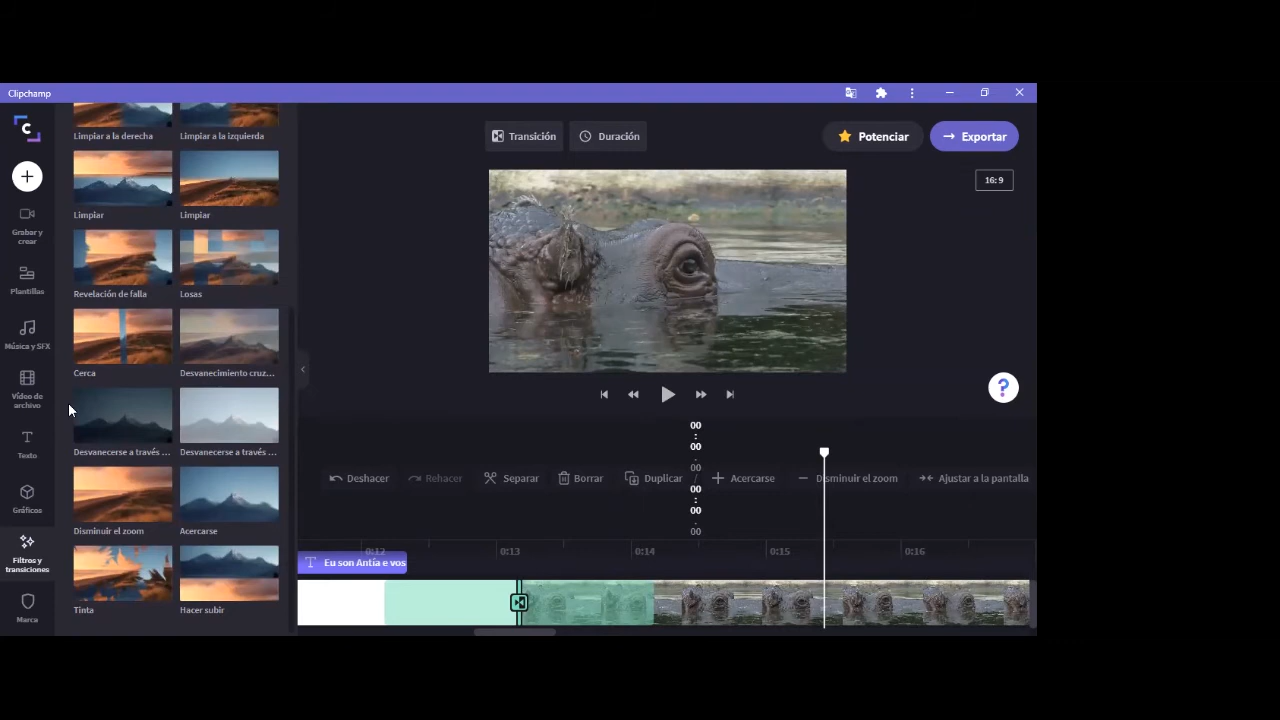 Clipchamp
Grabar y
crear
Plantillas
Música y SFX
Vídeo de
archivo
Texto
Gráficos
Filtros y
transiciones
Marca
Limpiar a la derecha
Limpiar a la izquierda
Limpiar
Limpiar
Revelación de falla
Losas
Cerca
Desvanecimiento cruz...
Desvanecerse a través ...
Desvanecerse a través ...
Disminuir el zoom
Acercarse
Tinta
Hacer subir
Transición
Duración
Potenciar
Exportar
16:9
?
00
:
00
.
00
/
00
:
00
.
00
Deshacer
Rehacer
Separar
Borrar
Duplicar
Acercarse
Disminuir el zoom
Ajustar a la pantalla
0:12
0:13
0:14
0:15
0:16
Eu son Antía e vos